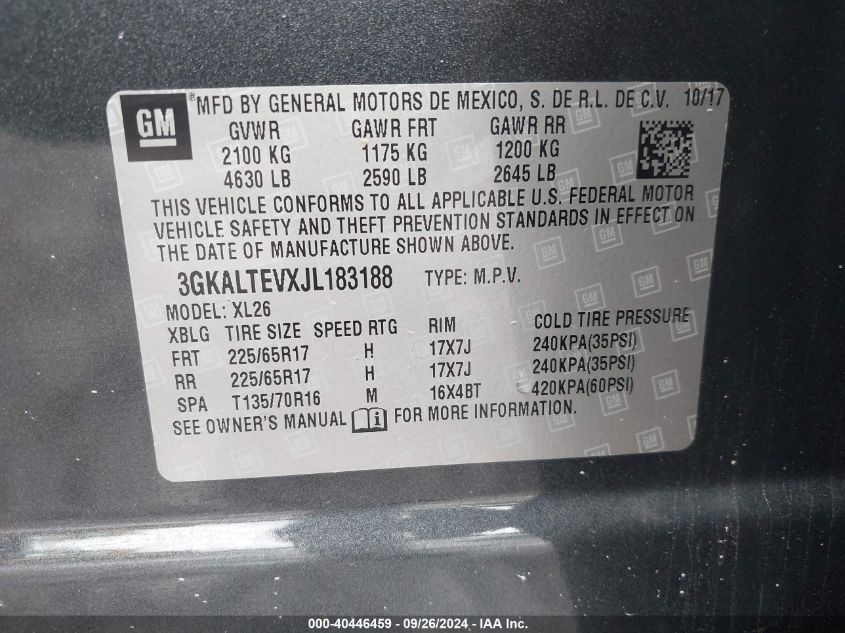 GM ®MFD BY GENERAL MOTORS DE MEXICO, S. DE R.L. DE C.V. 10/17
GVWR GAWR FRT GAWR RR
2100 KG 1175 KG 1200 KG
4630 LB 2590 LB 2645 LB
THIS VEHICLE CONFORMS TO ALL APPLICABLE U.S. FEDERAL MOTOR
VEHICLE SAFETY AND THEFT PREVENTION STANDARDS IN EFFECT ON
THE DATE OF MANUFACTURE SHOWN ABOVE.
3GKALTEVXJL183188 TYPE: M.P.V.
MODEL: XL26
XBLG TIRE SIZE SPEED RTG RIM COLD TIRE PRESSURE
FRT 225/65R17 H 17X7J 240KPA(35PSI)
RR 225/65R17 H 17X7J 240KPA(35PSI)
SPA T135/70R16 M 16X4BT 420KPA(60PSI)
SEE OWNER'S MANUAL FOR MORE INFORMATION.
000-40446459 - 09/26/2024 - IAA Inc.